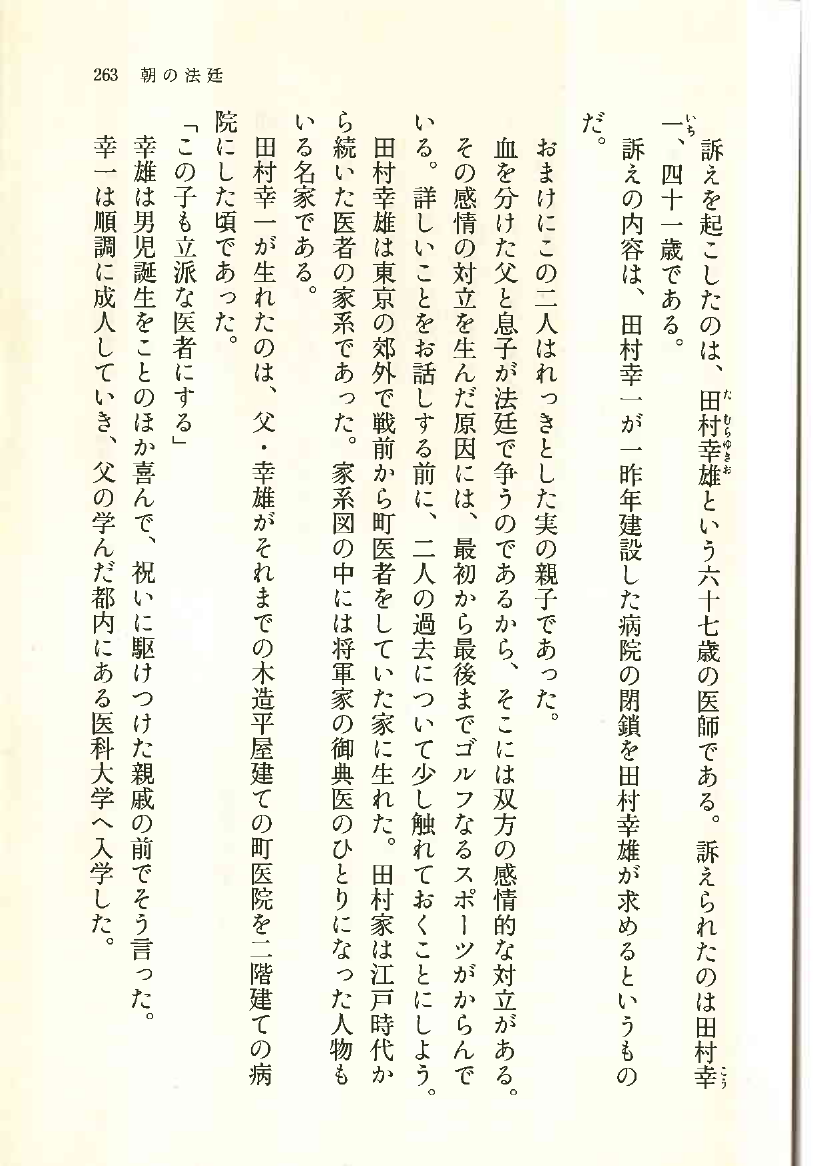 263　朝の法廷
訴えを起こしたのは、田村幸雄という六十七歳の医師である。訴えられたのは田村幸
一、四十一歳である。
訴えの内容は、田村幸一が一昨年建設した病院の閉鎖を田村幸雄が求めるというもの
だ。
おまけにこの二人はれっきとした実の親子であった。
血を分けた父と息子が法廷で争うのであるから、そこには双方の感情的な対立がある。
その感情の対立を生んだ原因には、最初から最後までゴルフなるスポーツがからんで
いる。詳しいことをお話しする前に、二人の過去について少し触れておくことにしよう。
田村幸雄は東京の郊外で戦前から町医者をしていた家に生れた。田村家は江戸時代か
ら続いた医者の家系であった。家系図の中には将軍家の御典医のひとりになった人物も
いる名家である。
田村幸一が生れたのは、父・幸雄がそれまでの木造平屋建ての町医院を二階建ての病
院にした頃であった。
「この子も立派な医者にする」
幸雄は男児誕生をことのほか喜んで、祝いに駆けつけた親戚の前でそう言った。
幸一は順調に成人していき、父の学んだ都内にある医科大学へ入学した。